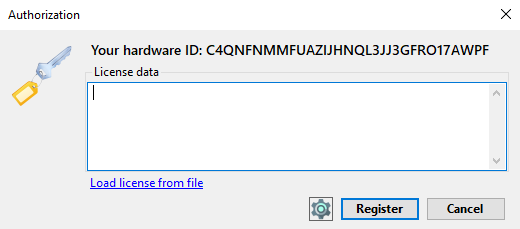 Authorization
Your hardware ID: C4QNFNMMFUAZIJHNQL3JJ3GFRO17AWPF
License data
Load license from file
Register
Cancel